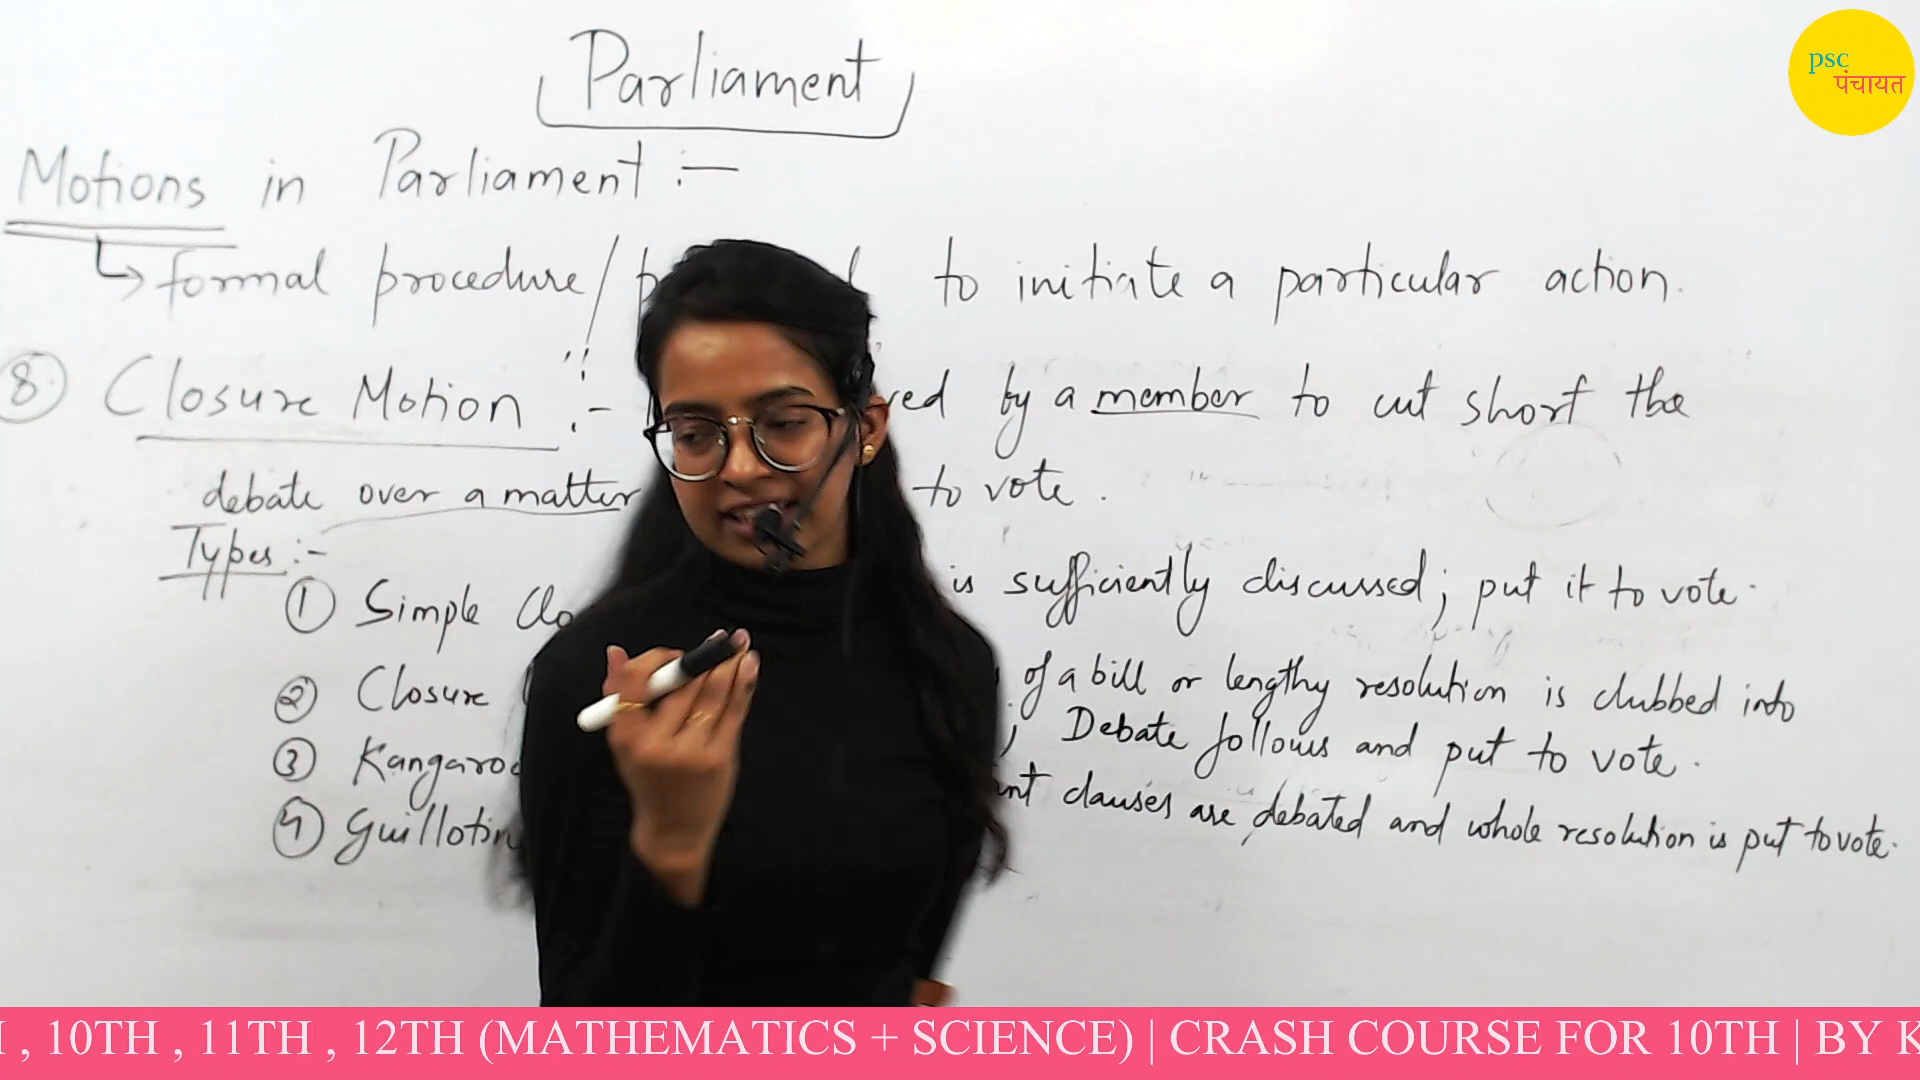 Parliament
psc
पंचायत
Motions in Parliament :-
↳ formal procedure/ to initiate a particular action.
⑧ Closure Motion :- by a member to cut short the
debate over a matter to vote.
Types :-
① Simple is sufficiently discussed; put it to vote.
② Closure of a bill or lengthy resolution is clubbed into
; Debate follows and put to vote.
③ Kangaroo
④ Guillotin clauses are debated and whole resolution is put to vote.
, 10TH , 11TH , 12TH (MATHEMATICS + SCIENCE) | CRASH COURSE FOR 10TH | BY K